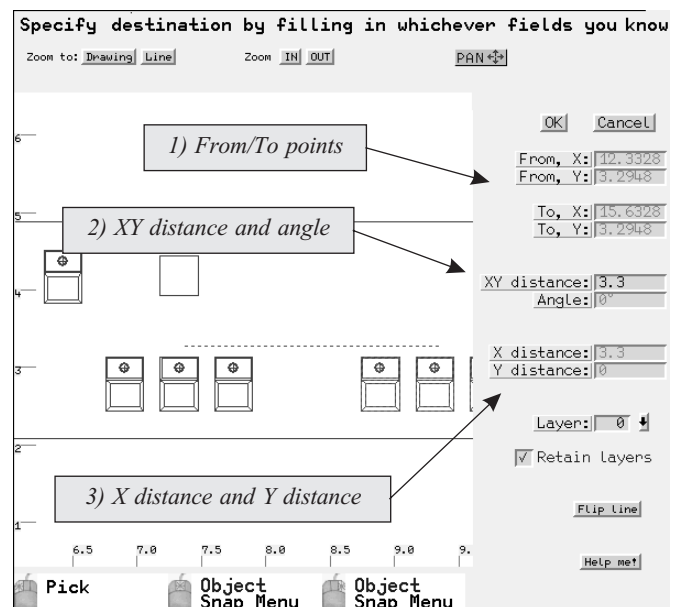 Specify destination by filling in whichever fields you know
Zoom to: Drawing Line Zoom IN OUT PAN
OK Cancel
6
1) From/To points
From, X: 12.3328
From, Y: 3.2948
5
To, X: 15.6328
To, Y: 3.2948
2) XY distance and angle
XY distance: 3.3
Angle: 0°
4
3
X distance: 3.3
Y distance: 0
Layer: 0
2
Retain layers
3) X distance and Y distance
Flip line
1
6.5 7.0 7.5 8.0 8.5 9.0 9.
Help me!
Pick Object Object
Snap Menu Snap Menu